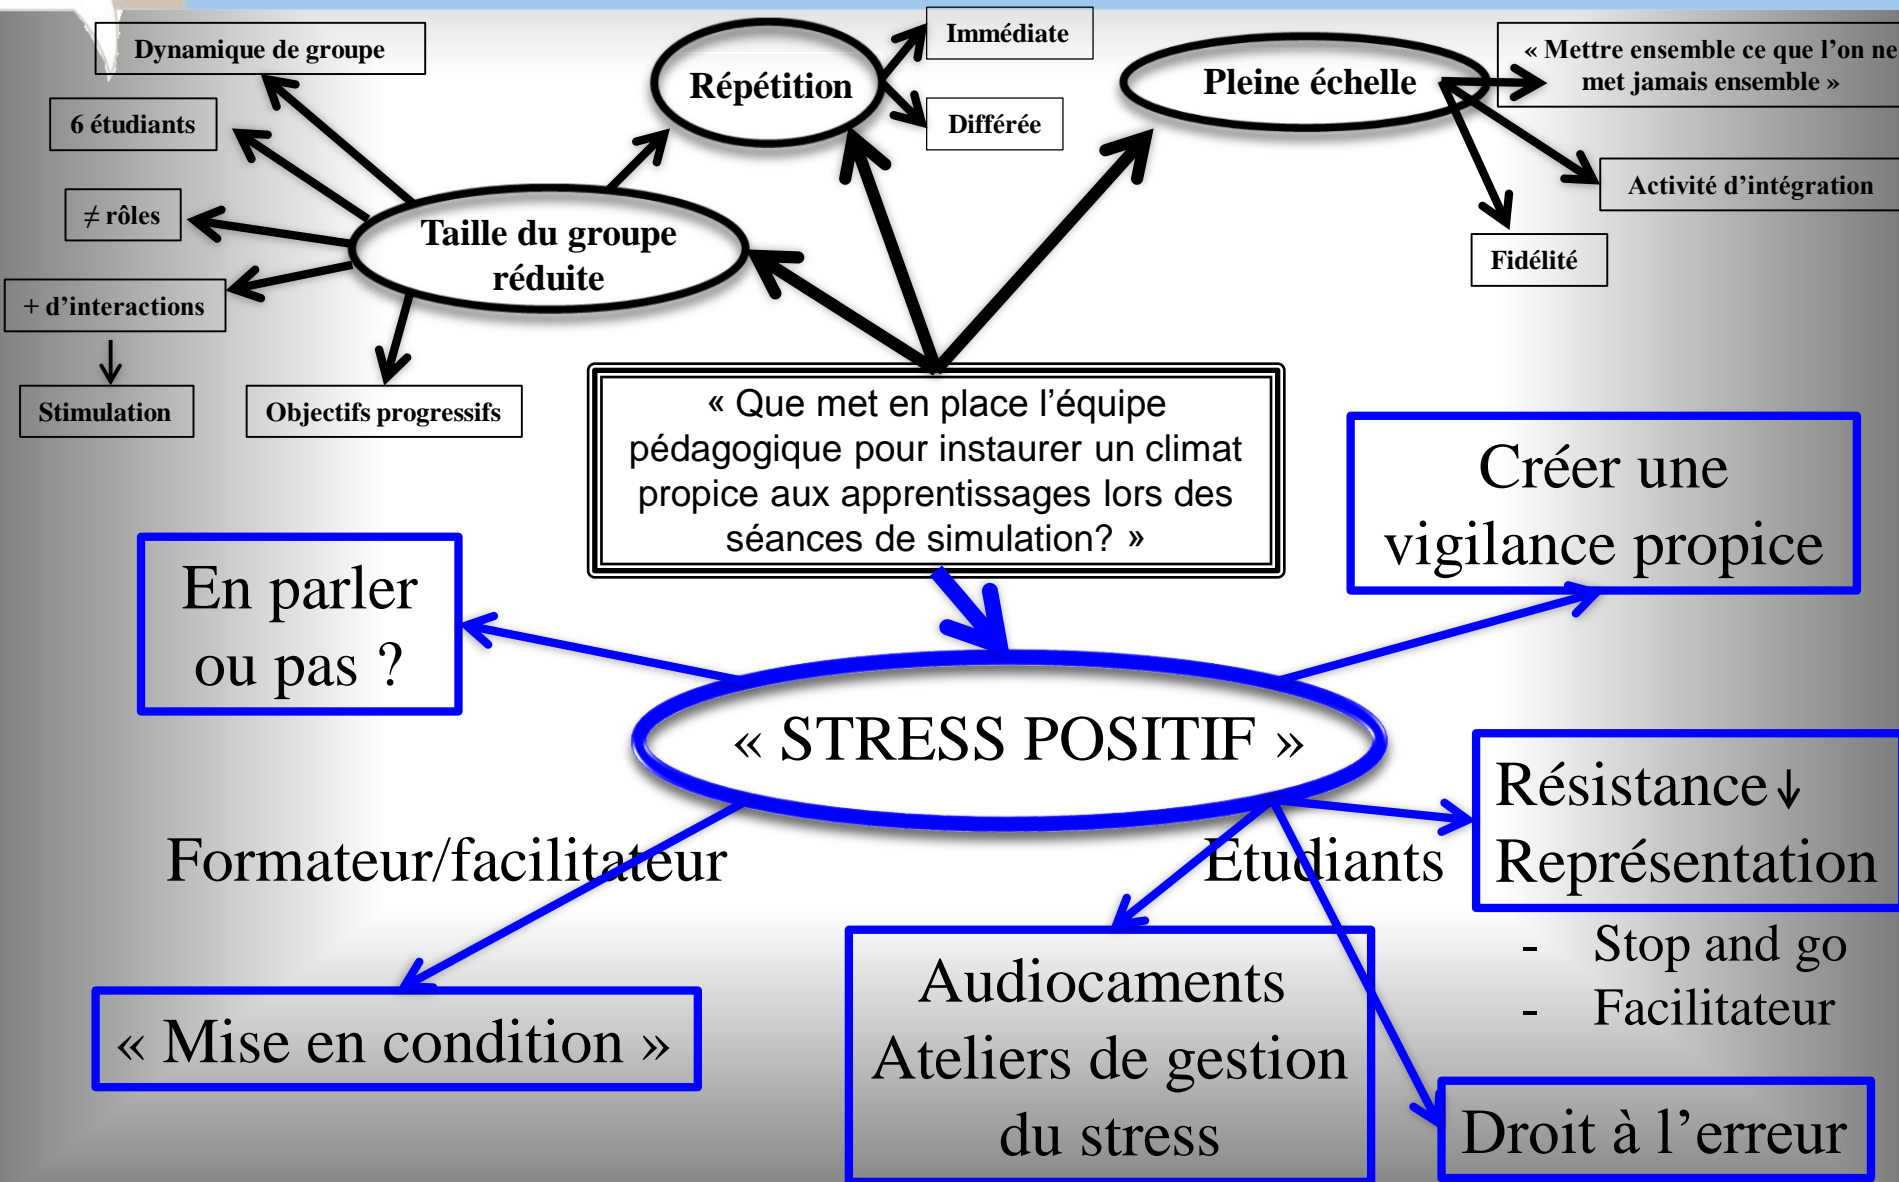 Dynamique de groupe
6 étudiants
≠ rôles
+ d’interactions
Stimulation
Objectifs progressifs
Taille du groupe
réduite
Répétition
Immédiate
Différée
Pleine échelle
« Mettre ensemble ce que l’on ne
met jamais ensemble »
Activité d’intégration
Fidélité
« Que met en place l’équipe
pédagogique pour instaurer un climat
propice aux apprentissages lors des
séances de simulation? »
En parler
ou pas ?
Créer une
vigilance propice
« STRESS POSITIF »
Formateur/facilitateur
Etudiants
Résistance↓
Représentation
- Stop and go
- Facilitateur
« Mise en condition »
Audiocaments
Ateliers de gestion
du stress
Droit à l’erreur